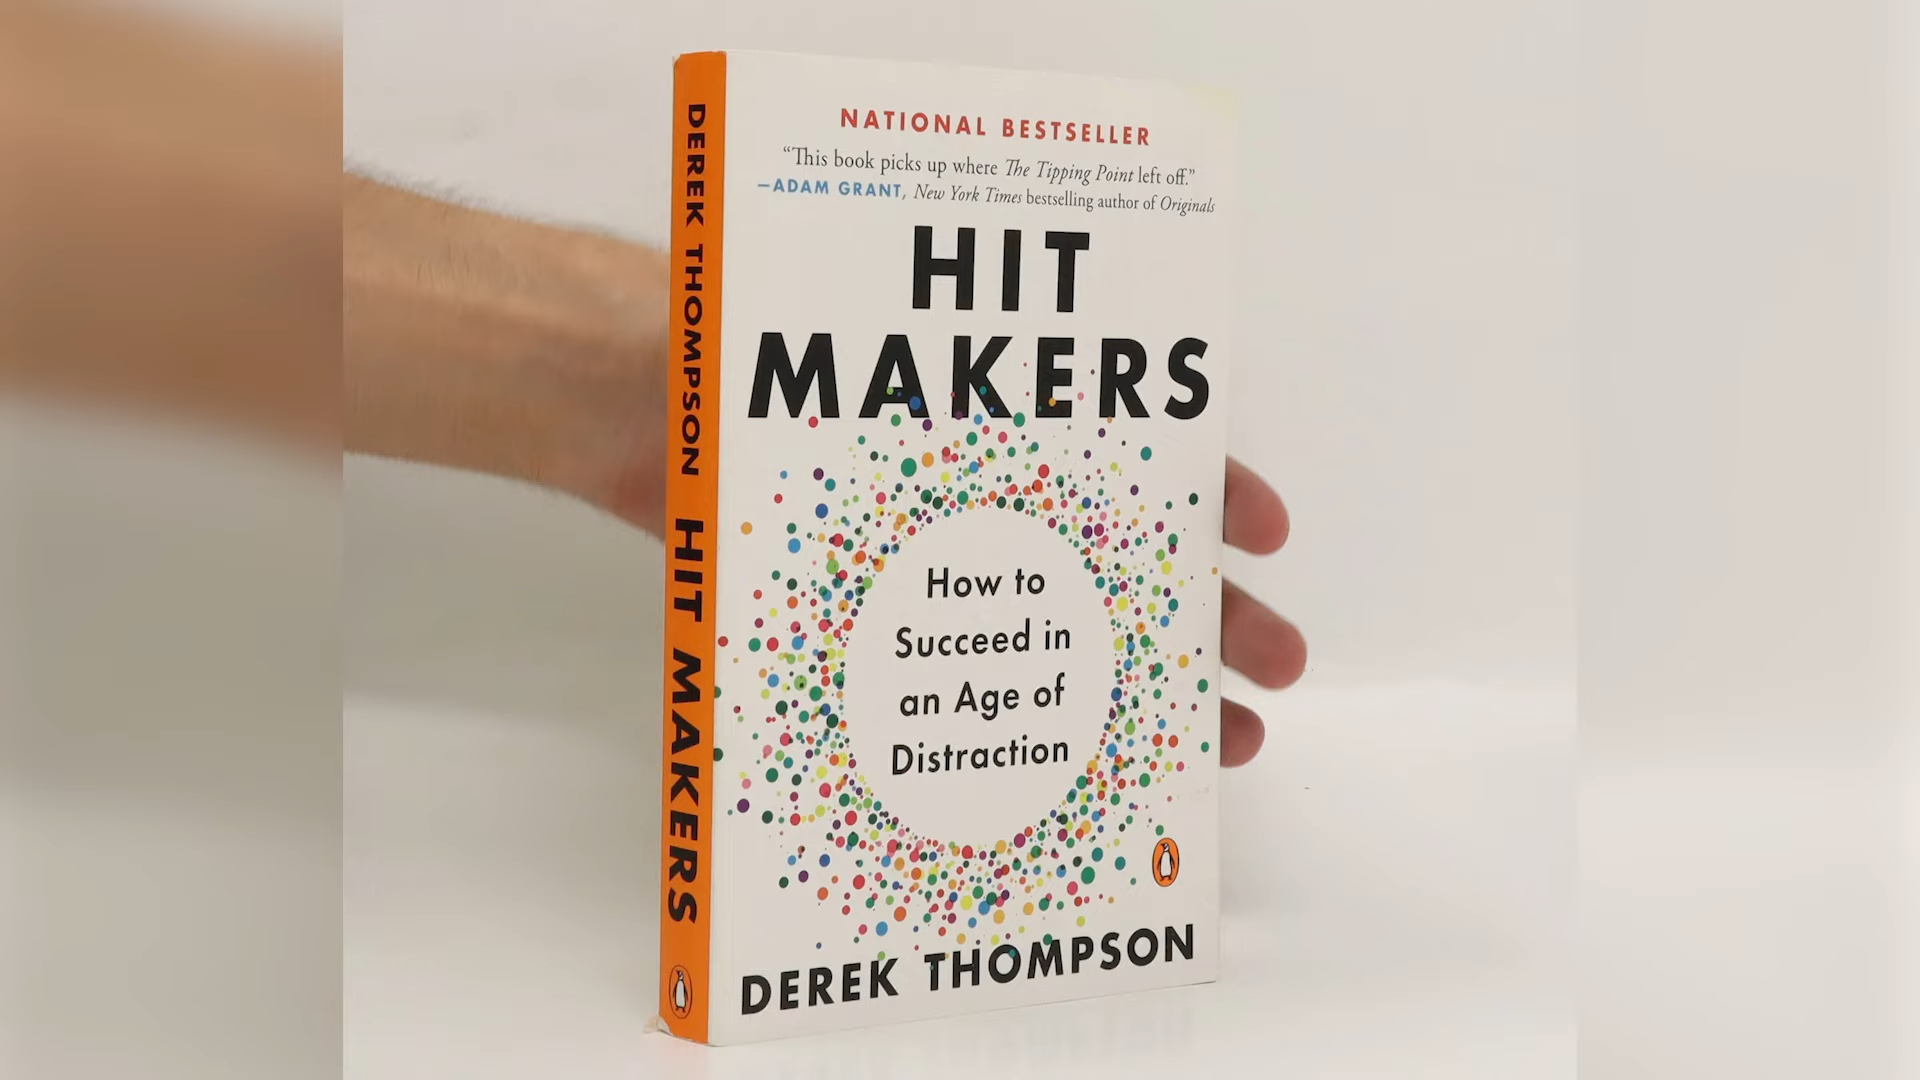 DEREK THOMPSON HIT MAKERS
NATIONAL BESTSELLER
“This book picks up where The Tipping Point left off.”
—ADAM GRANT, New York Times bestselling author of Originals
HIT
MAKERS
How to
Succeed in
an Age of
Distraction
DEREK THOMPSON